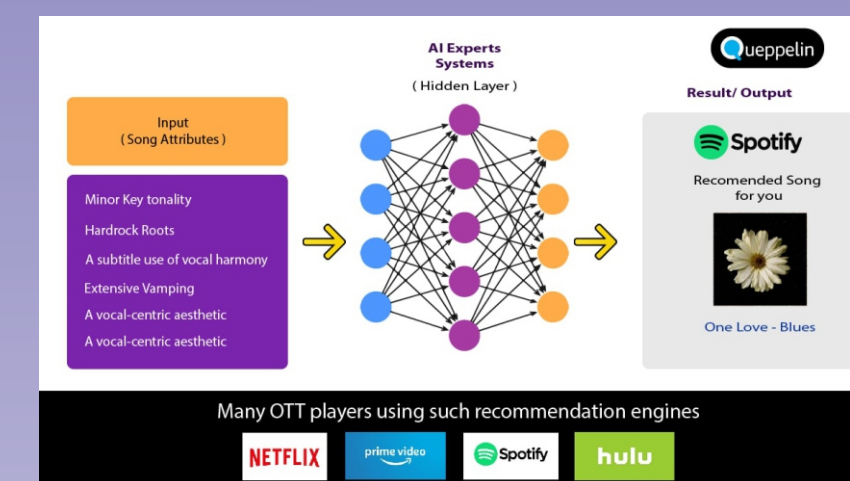 AI Experts
Systems
( Hidden Layer )
Queppelin
Result/ Output
Input
( Song Attributes )
Minor Key tonality
Hardrock Roots
A subtitle use of vocal harmony
Extensive Vamping
A vocal-centric aesthetic
A vocal-centric aesthetic
Spotify
Recomended Song
for you
One Love - Blues
Many OTT players using such recommendation engines
NETFLIX
prime video
Spotify
hulu